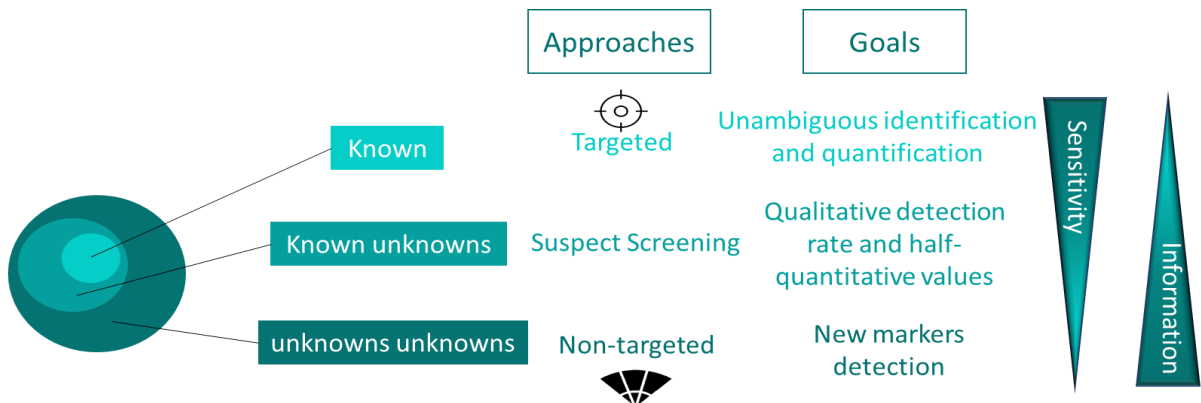 Approaches
Goals
Known
Targeted
Unambiguous identification
and quantification
Sensitivity
Known unknowns
Suspect Screening
Qualitative detection
rate and half-
quantitative values
Information
unknowns unknowns
Non-targeted
New markers
detection